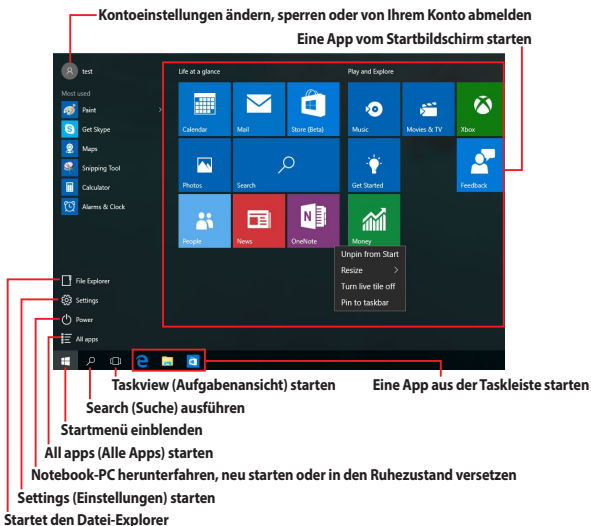 Kontoeinstellungen ändern, sperren oder von Ihrem Konto abmelden
Eine App vom Startbildschirm starten
test
Most used
Paint
Get Skype
Maps
Snipping Tool
Calculator
Alarms & Clock
File Explorer
Settings
Power
All apps
Life at a glance
Play and Explore
Calendar
Mail
Store (Beta)
Music
Movies & TV
Xbox
Photos
Search
Get Started
Feedback
People
News
N
OneNote
Money
Unpin from Start
Resize
Turn live tile off
Pin to taskbar
Taskview (Aufgabenansicht) starten
Eine App aus der Taskleiste starten
Search (Suche) ausführen
Startmenü einblenden
All apps (Alle Apps) starten
Notebook-PC herunterfahren, neu starten oder in den Ruhezustand versetzen
Settings (Einstellungen) starten
Startet den Datei-Explorer